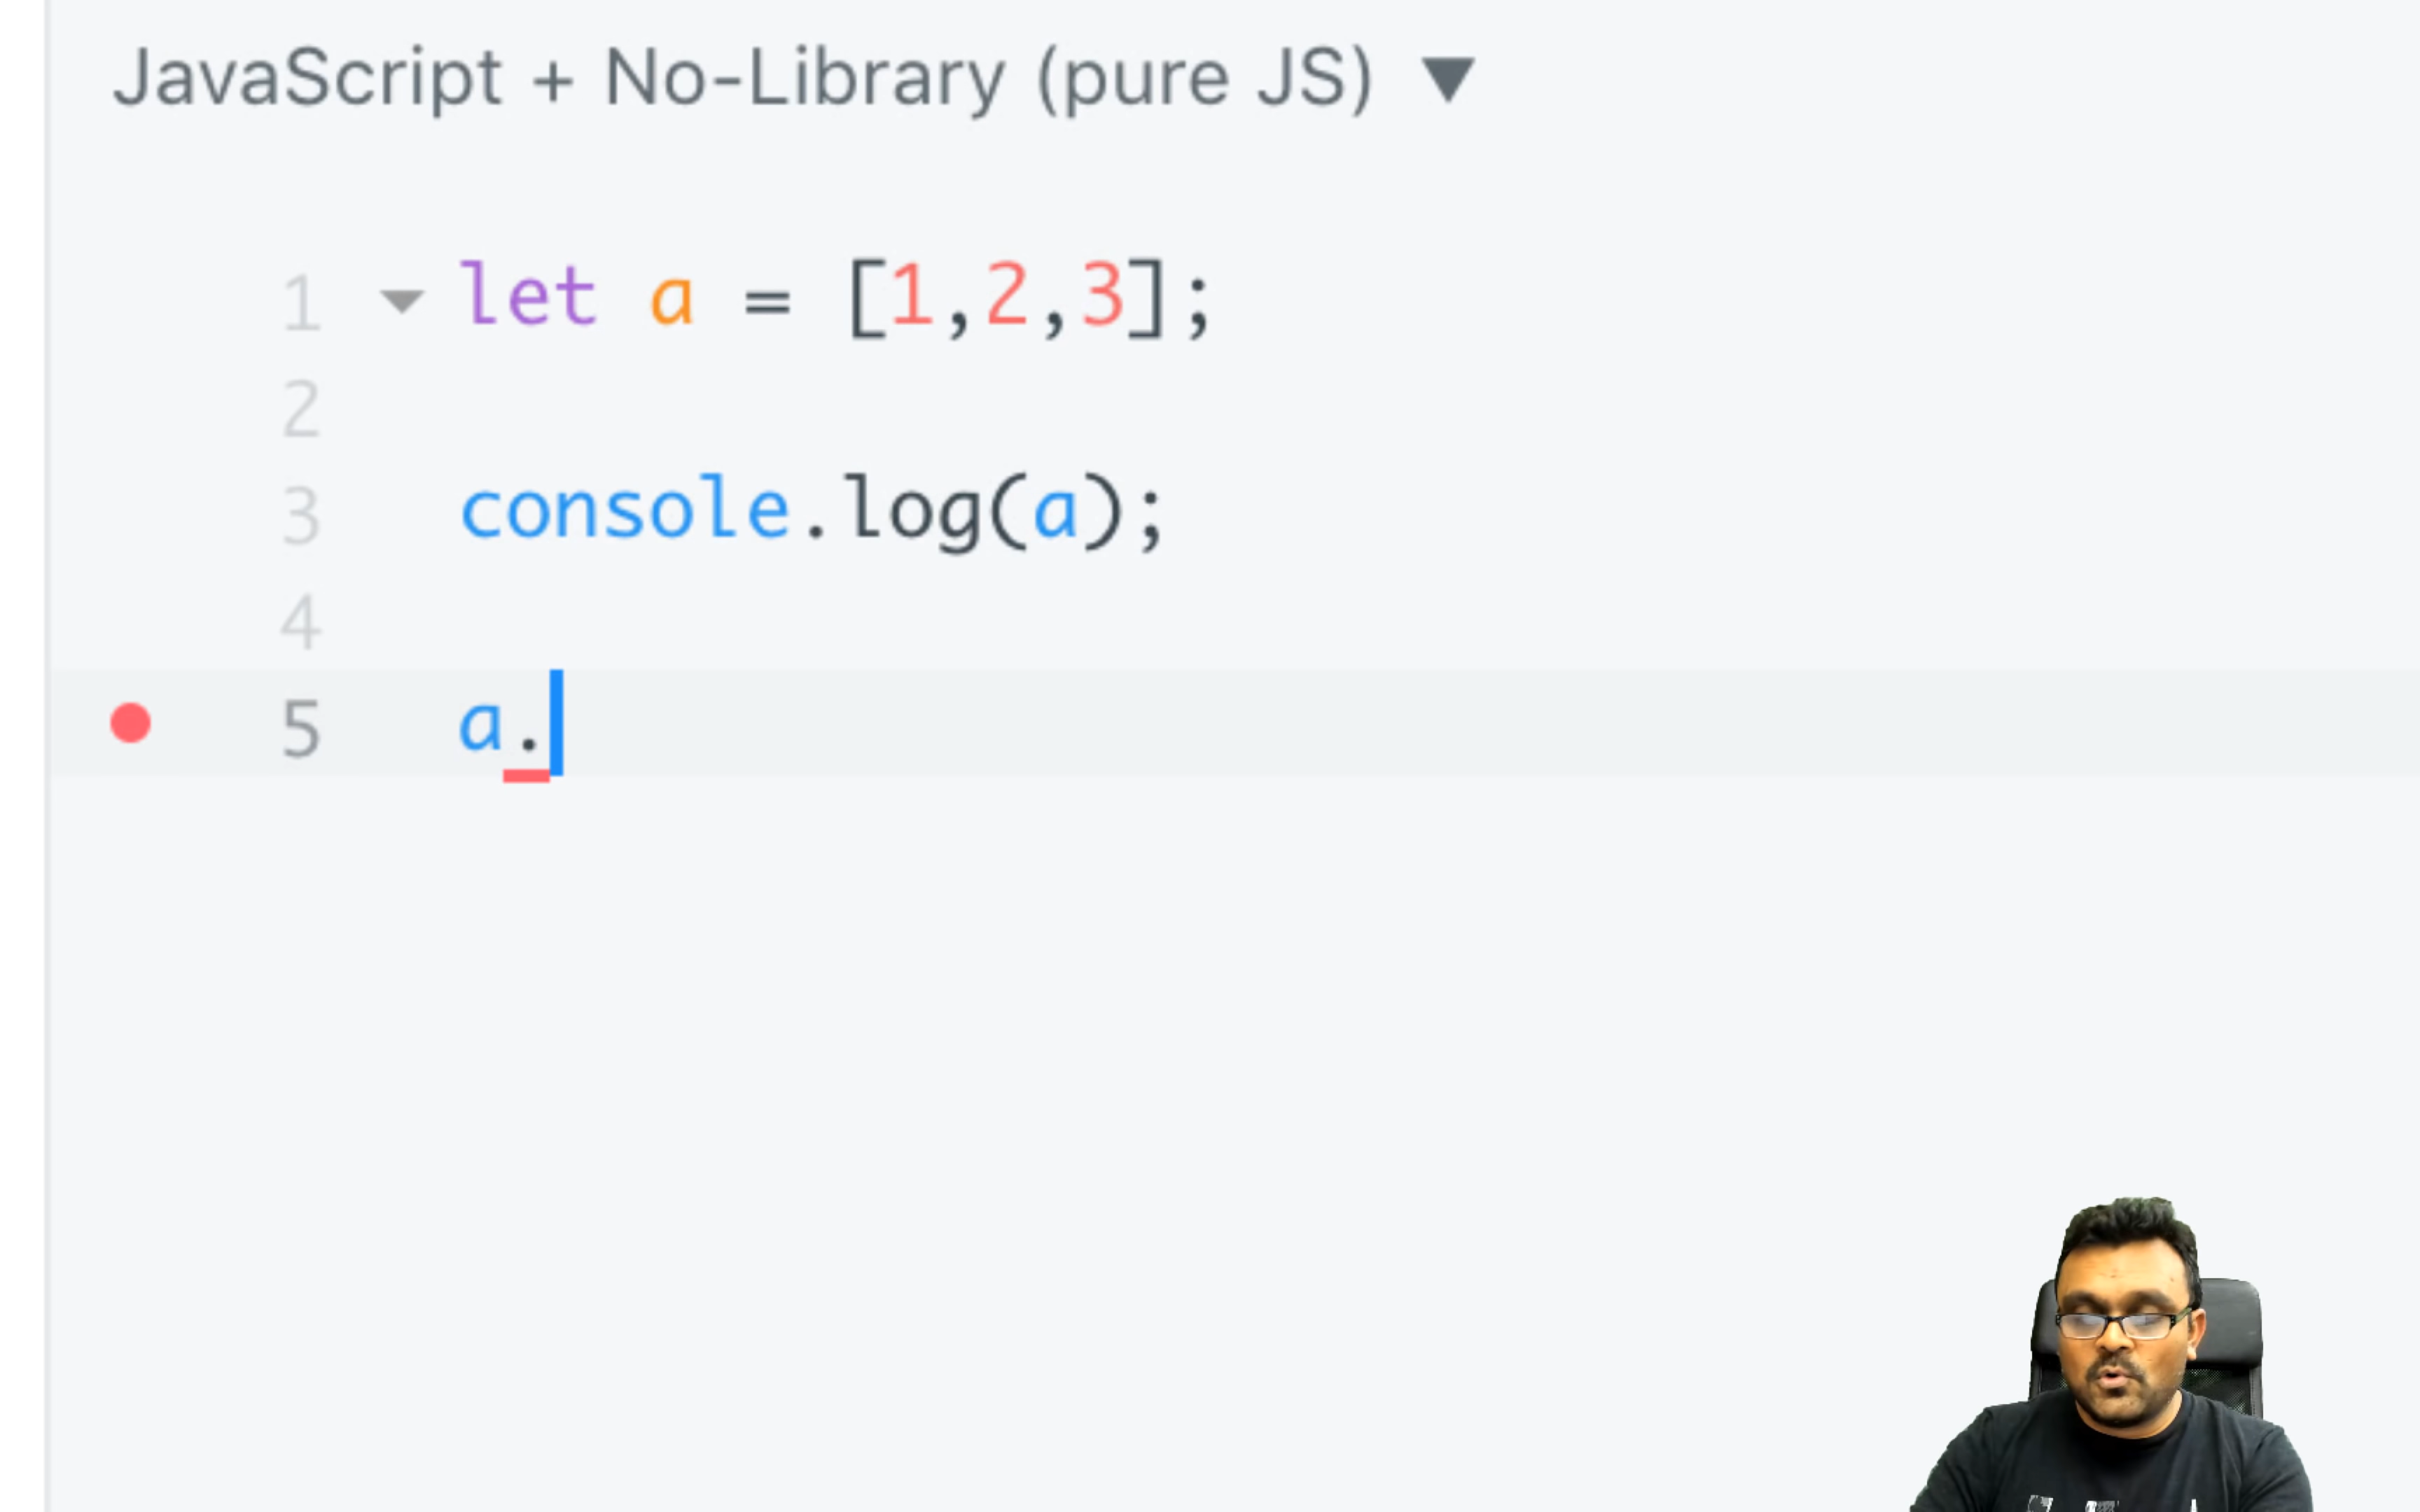 JavaScript + No-Library (pure JS) ▼
1 let a = [1,2,3];
2
3 console.log(a);
4
5 a.